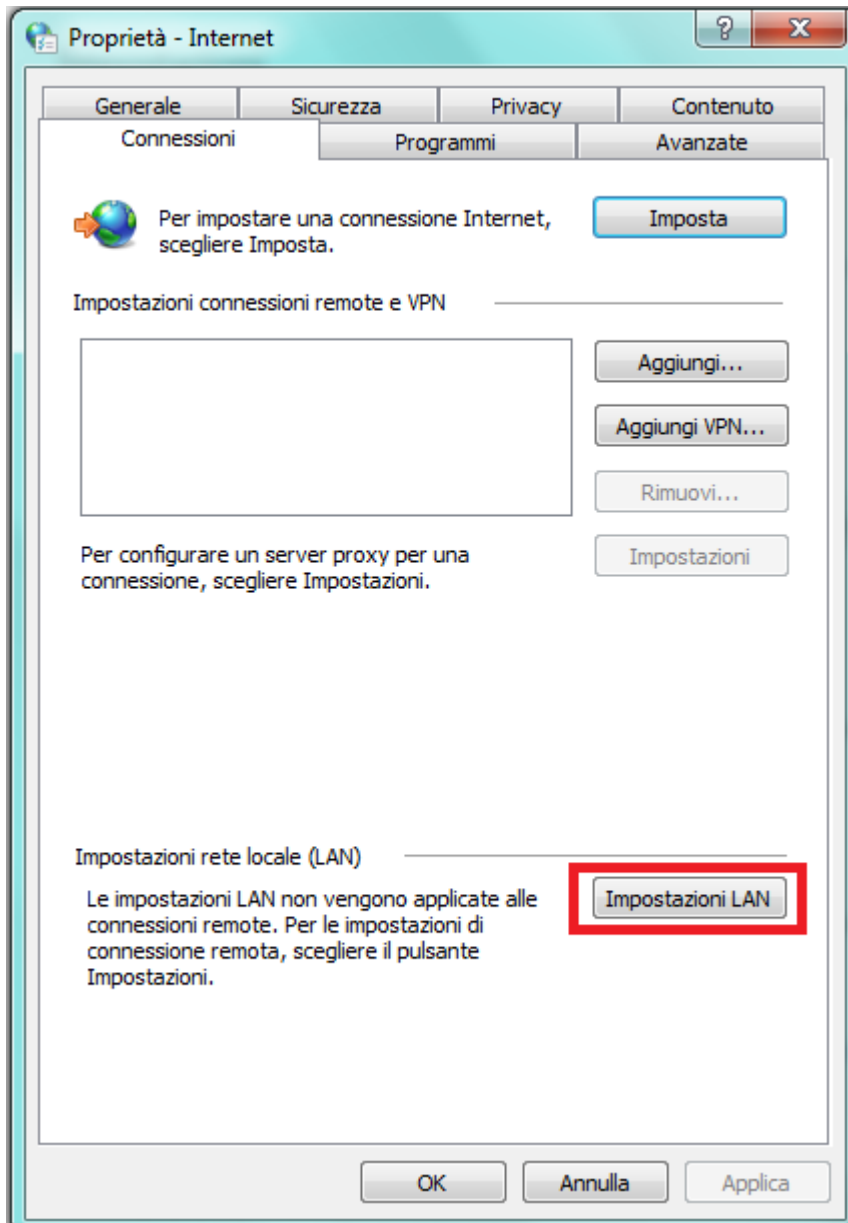 Proprietà - Internet
Generale
Sicurezza
Privacy
Contenuto
Connessioni
Programmi
Avanzate
Per impostare una connessione Internet,
scegliere Imposta.
Imposta
Impostazioni connessioni remote e VPN
Aggiungi...
Aggiungi VPN...
Rimuovi...
Per configurare un server proxy per una
connessione, scegliere Impostazioni.
Impostazioni
Impostazioni rete locale (LAN)
Le impostazioni LAN non vengono applicate alle
connessioni remote. Per le impostazioni di
connessione remota, scegliere il pulsante
Impostazioni.
Impostazioni LAN
OK
Annulla
Applica